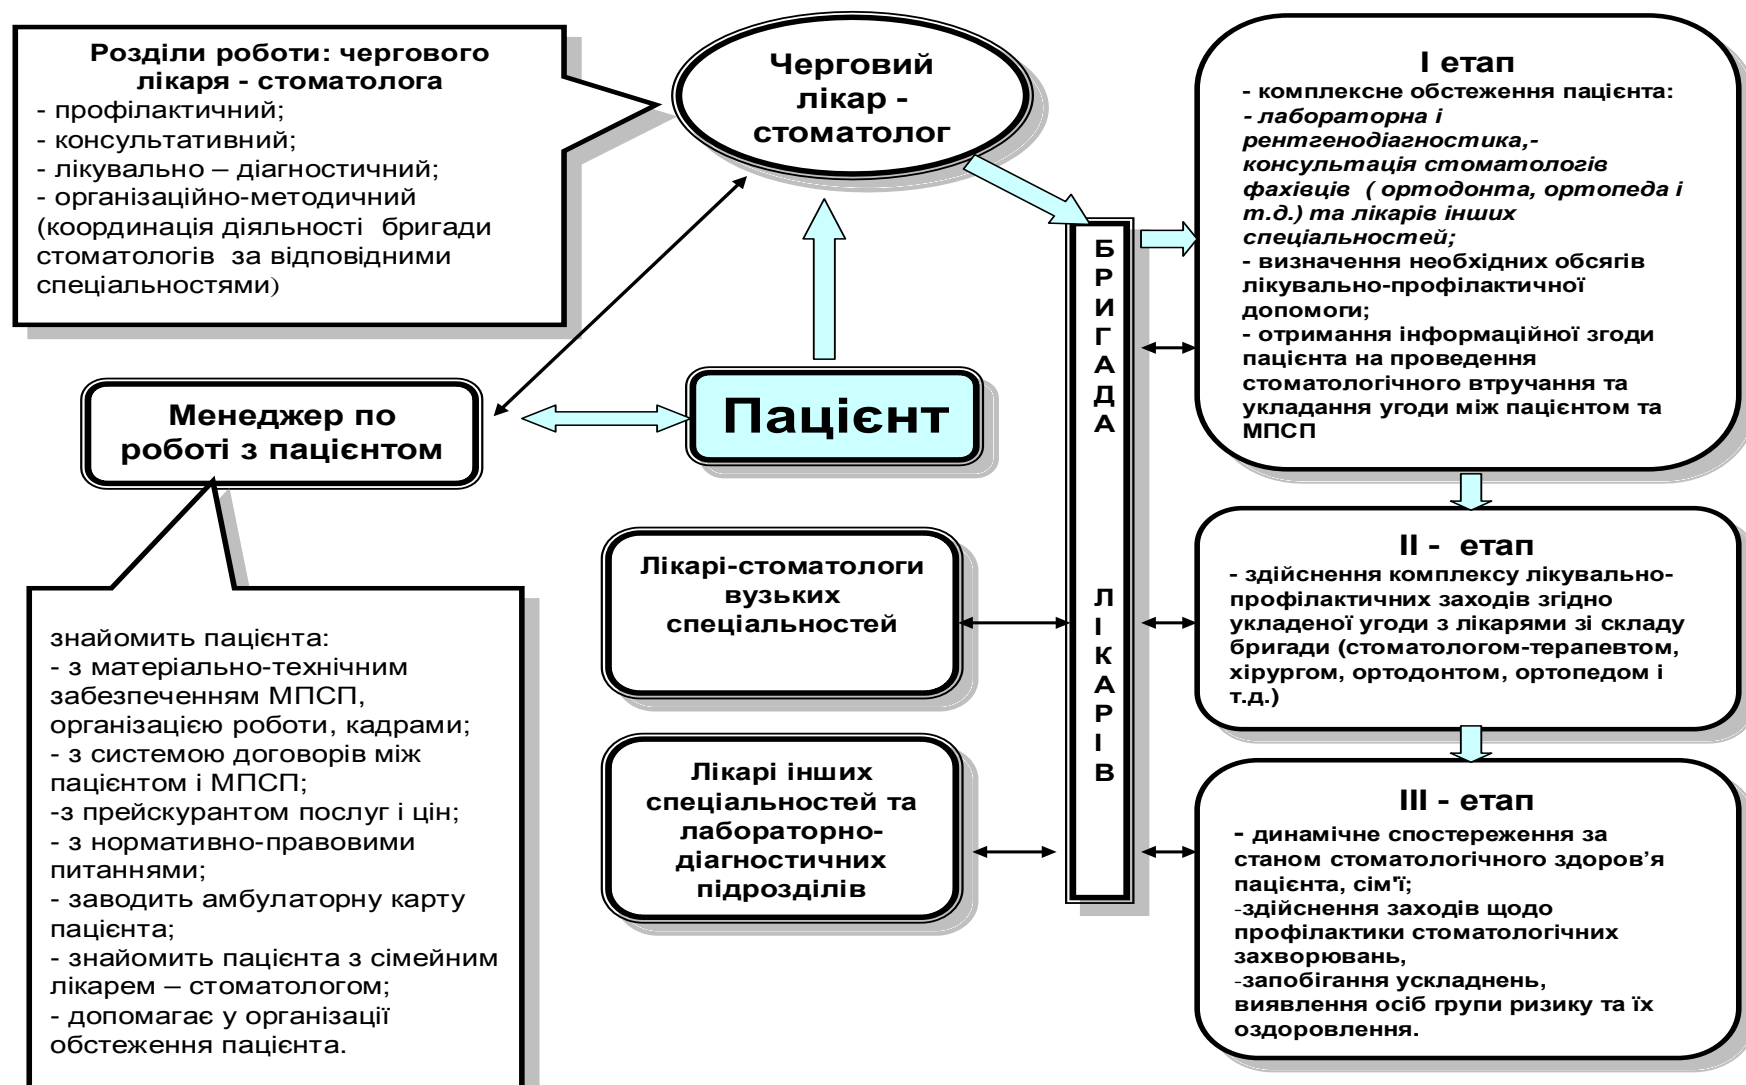 Розділи роботи: чергового
лікаря - стоматолога
- профілактичний;
- консультативний;
- лікувально – діагностичний;
- організаційно-методичний
(координація діяльності бригади
стоматологів за відповідними
спеціальностями)
Черговий
лікар -
стоматолог
Менеджер по
роботі з пацієнтом
Пацієнт
знайомить пацієнта:
- з матеріально-технічним
забезпеченням МПСП,
організацією роботи, кадрами;
- з системою договорів між
пацієнтом і МПСП;
-з прейскурантом послуг і цін;
- з нормативно-правовими
питаннями;
- заводить амбулаторну карту
пацієнта;
- знайомить пацієнта з сімейним
лікарем – стоматологом;
- допомагає у організації
обстеження пацієнта.
Лікарі-стоматологи
вузьких
спеціальностей
Лікарі інших
спеціальностей та
лабораторно-
діагностичних
підрозділів
Б
Р
И
Г
А
Д
А
Л
І
К
А
Р
І
В
І етап
- комплексне обстеження пацієнта:
- лабораторна і
рентгенодіагностика,-
консультація стоматологів
фахівців ( ортодонта, ортопеда і
т.д.) та лікарів інших
спеціальностей;
- визначення необхідних обсягів
лікувально-профілактичної
допомоги;
- отримання інформаційної згоди
пацієнта на проведення
стоматологічного втручання та
укладання угоди між пацієнтом та
МПСП
ІІ - етап
- здійснення комплексу лікувально-
профілактичних заходів згідно
укладеної угоди з лікарями зі складу
бригади (стоматологом-терапевтом,
хірургом, ортодонтом, ортопедом і
т.д.)
ІІІ - етап
- динамічне спостереження за
станом стоматологічного здоров’я
пацієнта, сім'ї;
-здійснення заходів щодо
профілактики стоматологічних
захворювань,
-запобігання ускладнень,
виявлення осіб групи ризику та їх
оздоровлення.